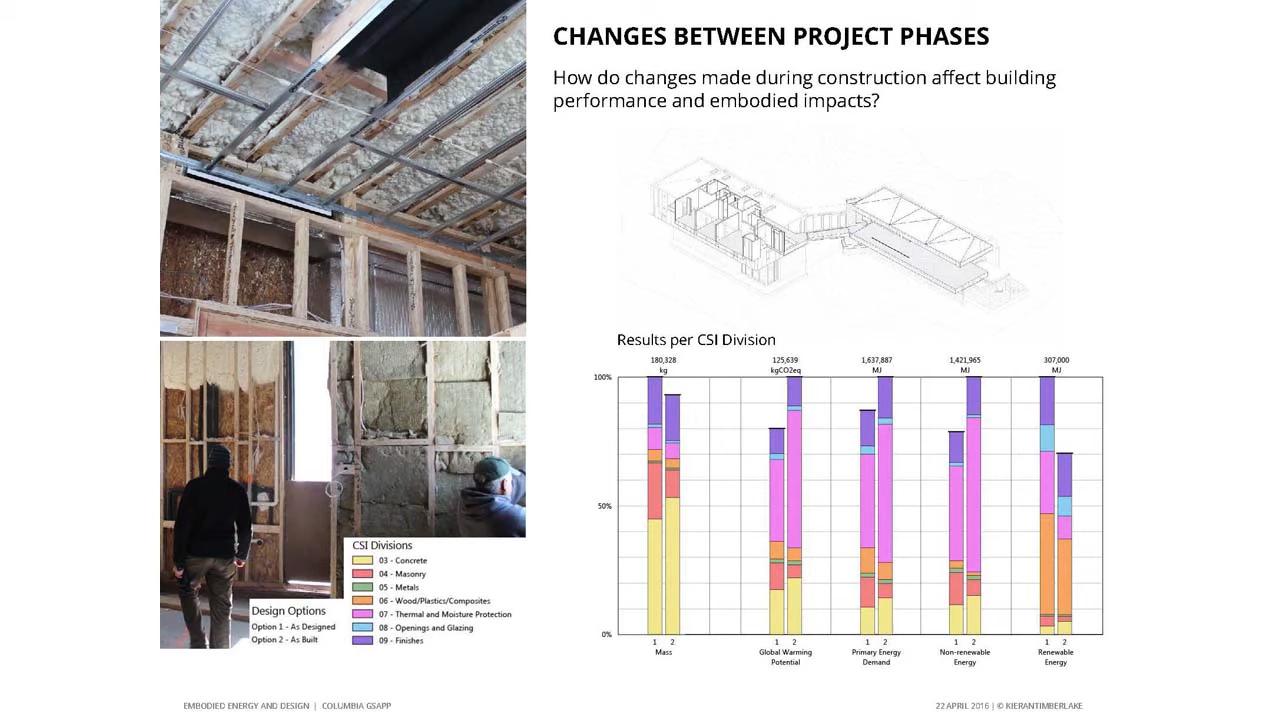 CHANGES BETWEEN PROJECT PHASES
How do changes made during construction affect building
performance and embodied impacts?
Results per CSI Division
180,328
kg
125,639
kgCO2eq
1,637,887
MJ
1,421,965
MJ
307,000
MJ
100%
50%
0%
1 2
Mass
1 2
Global Warming
Potential
1 2
Primary Energy
Demand
1 2
Non-renewable
Energy
1 2
Renewable
Energy
CSI Divisions
03 - Concrete
04 - Masonry
05 - Metals
06 - Wood/Plastics/Composites
07 - Thermal and Moisture Protection
08 - Openings and Glazing
09 - Finishes
Design Options
Option 1 - As Designed
Option 2 - As Built
EMBODIED ENERGY AND DESIGN | COLUMBIA GSAPP
22 APRIL 2016 | © KIERANTIMBERLAKE